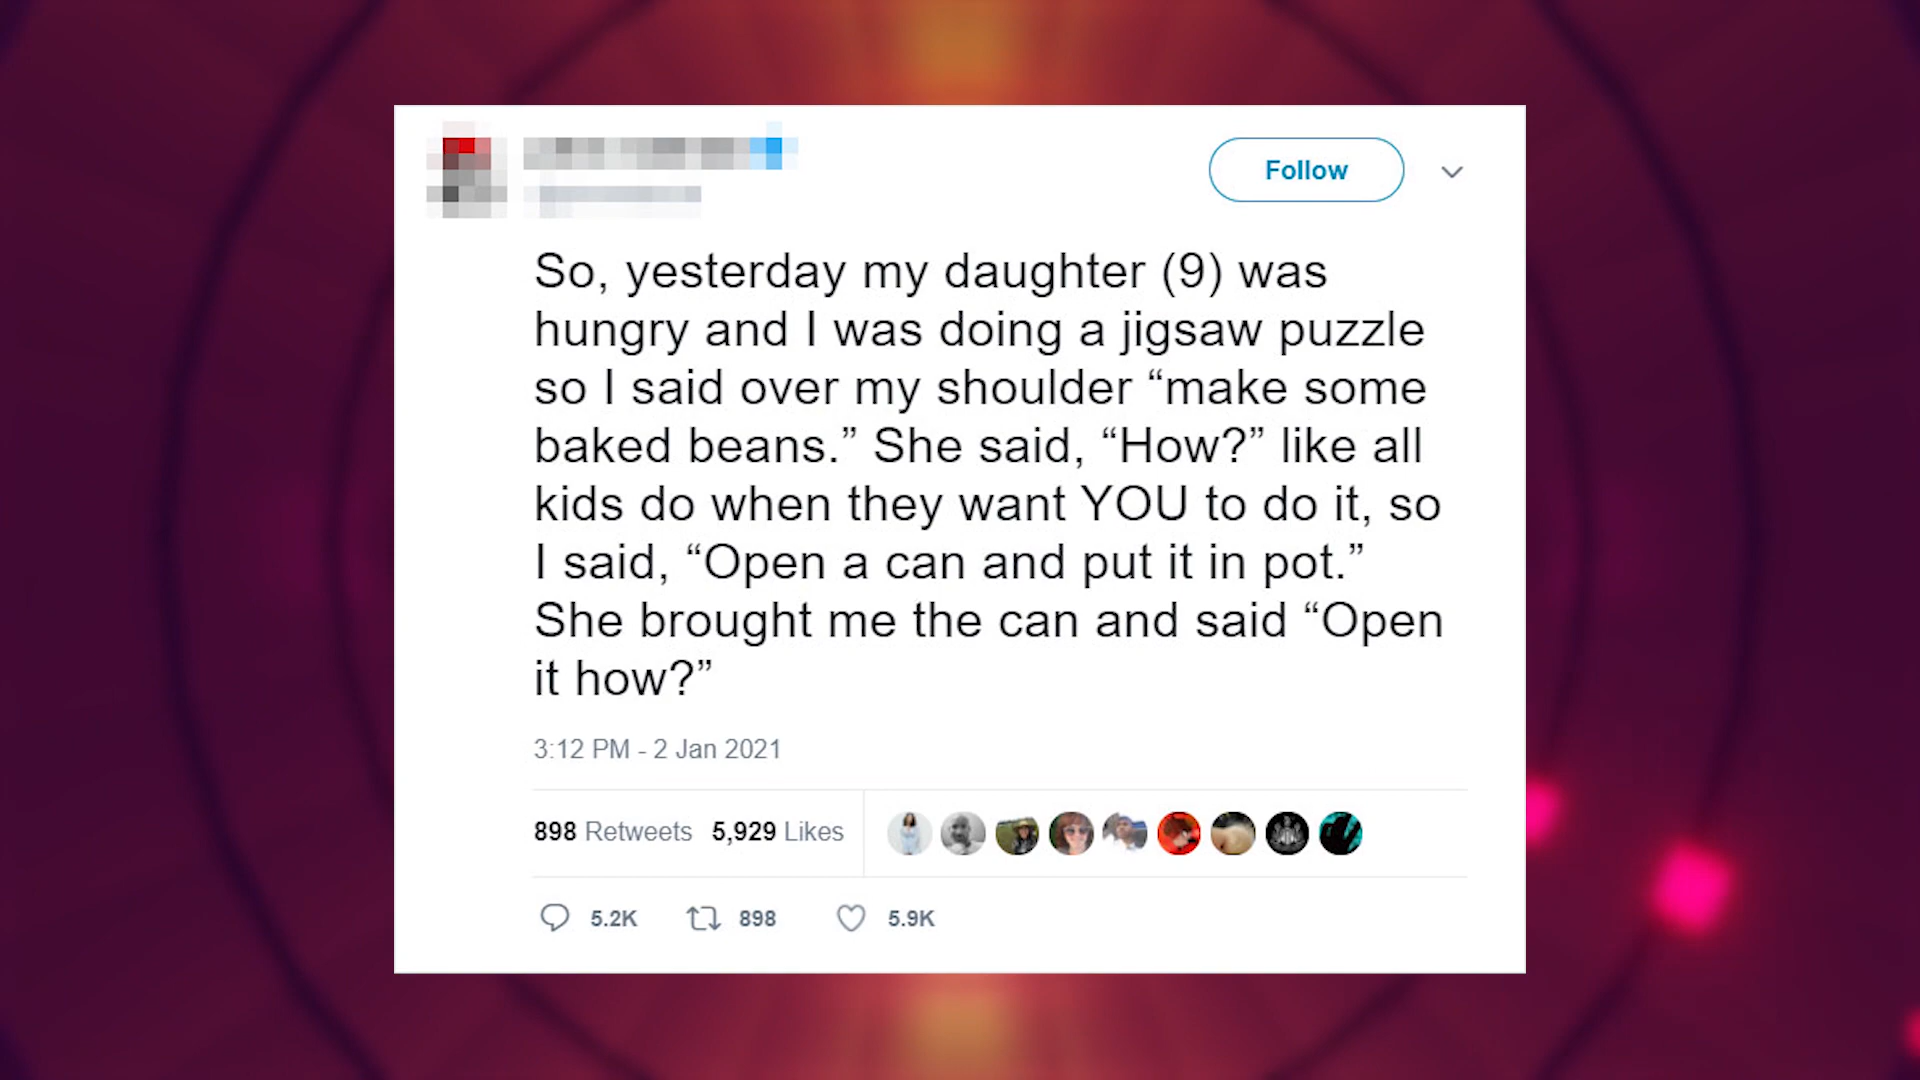 Follow
So, yesterday my daughter (9) was
hungry and I was doing a jigsaw puzzle
so I said over my shoulder “make some
baked beans.” She said, “How?” like all
kids do when they want YOU to do it, so
I said, “Open a can and put it in pot.”
She brought me the can and said “Open
it how?”
3:12 PM - 2 Jan 2021
898 Retweets 5,929 Likes
5.2K 898 5.9K